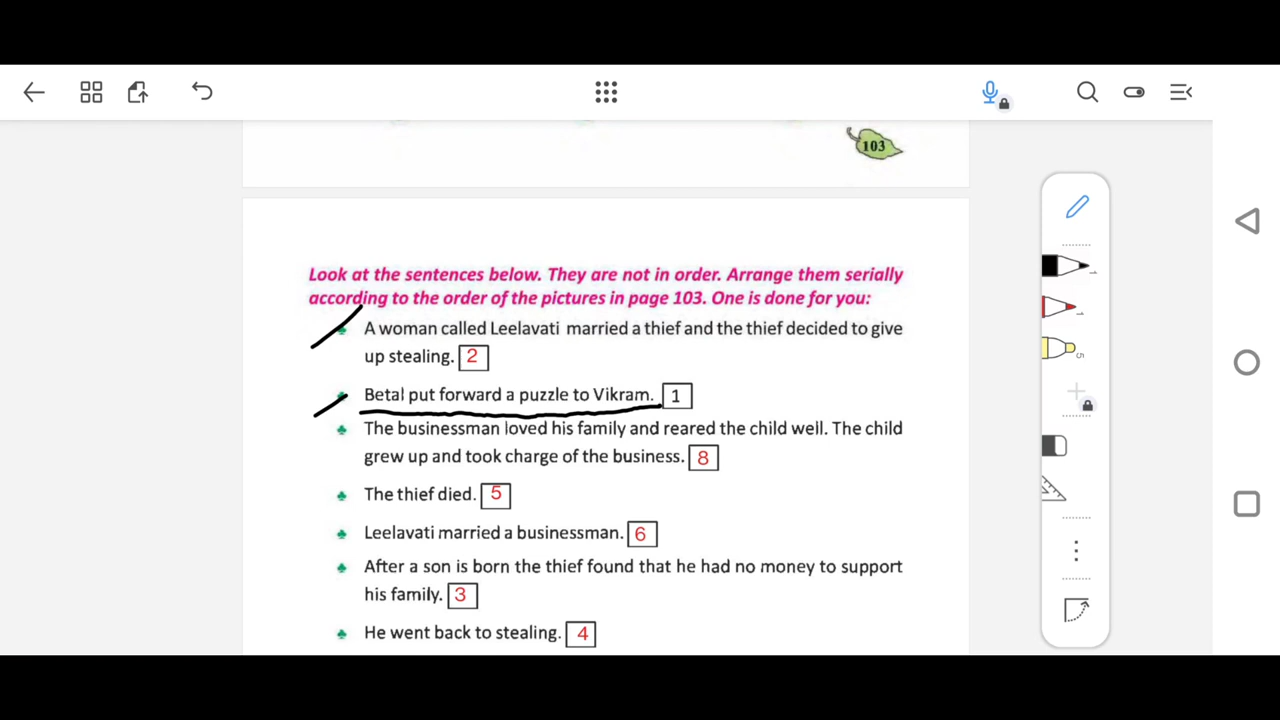 103
Look at the sentences below. They are not in order. Arrange them serially
according to the order of the pictures in page 103. One is done for you:
A woman called Leelavati married a thief and the thief decided to give
up stealing. 2
Betal put forward a puzzle to Vikram. 1
The businessman loved his family and reared the child well. The child
grew up and took charge of the business. 8
The thief died. 5
Leelavati married a businessman. 6
After a son is born the thief found that he had no money to support
his family. 3
He went back to stealing. 4
1
1
5